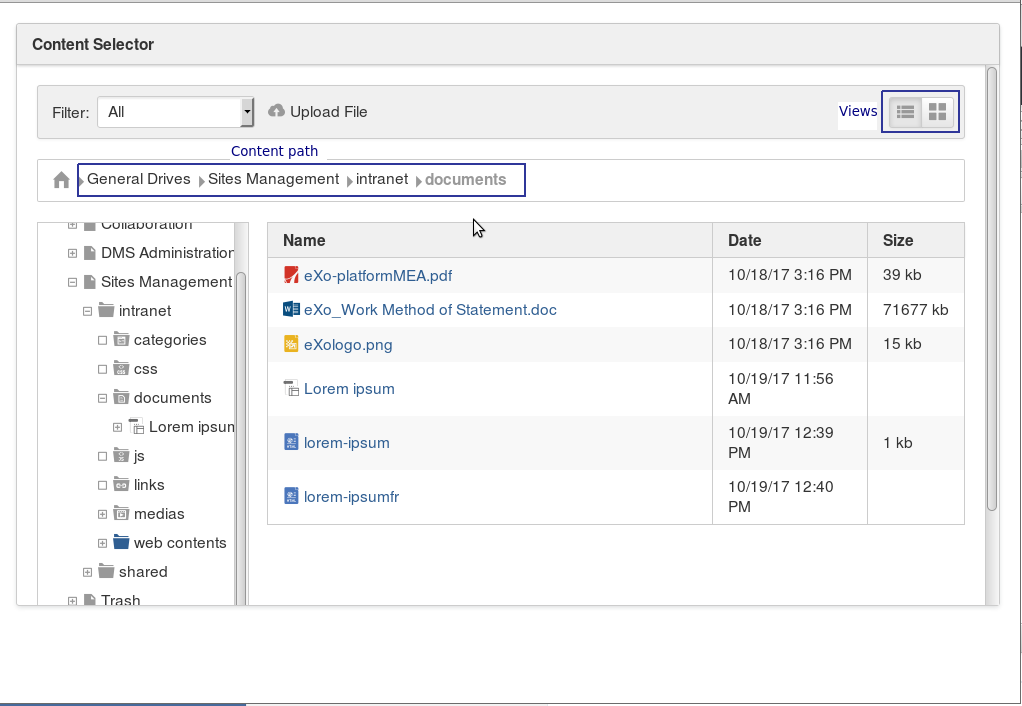 Content Selector
Filter: All Upload File Views
Content path
General Drives Sites Management intranet documents
Collaboration
DMS Administration
Sites Management
intranet
categories
css
documents
Lorem ipsum
js
links
medias
web contents
shared
Trash
Name Date Size
eXo-platformMEA.pdf 10/18/17 3:16 PM 39 kb
eXo_Work Method of Statement.doc 10/18/17 3:16 PM 71677 kb
eXologo.png 10/18/17 3:16 PM 15 kb
Lorem ipsum 10/19/17 11:56
AM
lorem-ipsum 10/19/17 12:39 1 kb
PM
lorem-ipsumfr 10/19/17 12:40
PM